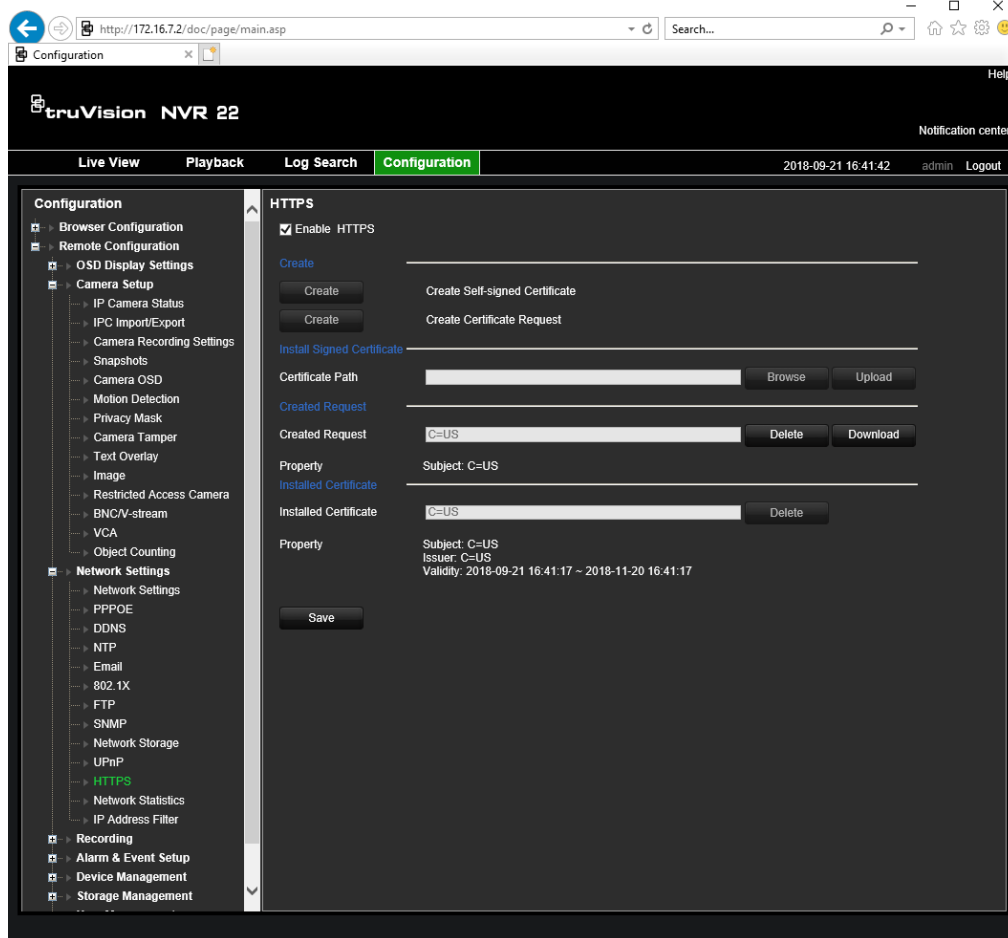 http://172.16.7.2/doc/page/main.asp
Search...
Configuration
Help
truVision NVR 22
Notification center
Live View Playback Log Search Configuration 2018-09-21 16:41:42 admin Logout
Configuration
Browser Configuration
Remote Configuration
OSD Display Settings
Camera Setup
IP Camera Status
IPC Import/Export
Camera Recording Settings
Snapshots
Camera OSD
Motion Detection
Privacy Mask
Camera Tamper
Text Overlay
Image
Restricted Access Camera
BNC/V-stream
VCA
Object Counting
Network Settings
Network Settings
PPPOE
DDNS
NTP
Email
802.1X
FTP
SNMP
Network Storage
UPnP
HTTPS
Network Statistics
IP Address Filter
Recording
Alarm & Event Setup
Device Management
Storage Management
HTTPS
Enable HTTPS
Create
Create Create Self-signed Certificate
Create Create Certificate Request
Install Signed Certificate
Certificate Path Browse Upload
Created Request
Created Request C=US Delete Download
Property Subject: C=US
Installed Certificate
Installed Certificate C=US Delete
Property Subject: C=US
Issuer: C=US
Validity: 2018-09-21 16:41:17 ~ 2018-11-20 16:41:17
Save